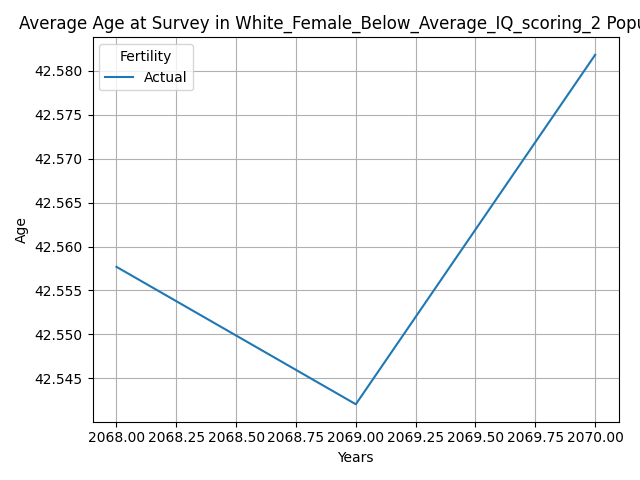 Average Age at Survey in White_Female_Below_Average_IQ_scoring_2 Popu
Fertility
Actual
42.580
42.575
42.570
42.565
42.560
42.555
42.550
42.545
Age
2068.00 2068.25 2068.50 2068.75 2069.00 2069.25 2069.50 2069.75 2070.00
Years